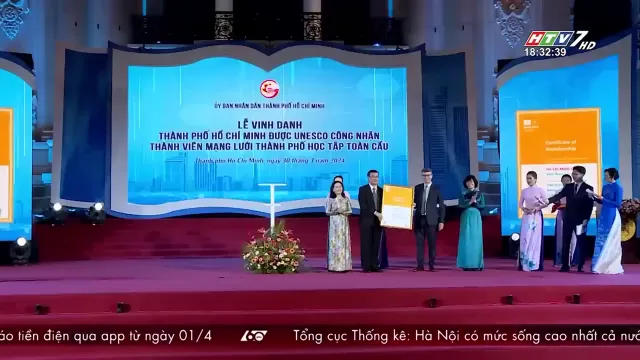 HTV7 HD
18:32:39
ỦY BAN NHÂN DÂN THÀNH PHỐ HỒ CHÍ MINH
LỄ VINH DANH
THÀNH PHỐ HỒ CHÍ MINH ĐƯỢC UNESCO CÔNG NHẬN
THÀNH VIÊN MẠNG LƯỚI THÀNH PHỐ HỌC TẬP TOÀN CẦU
Thành phố Hồ Chí Minh, ngày 30 tháng 3 năm 2024
Certificate of
Membership
áo tiền điện qua app từ ngày 01/4
60
Tổng cục Thống kê: Hà Nội có mức sống cao nhất cả nướ